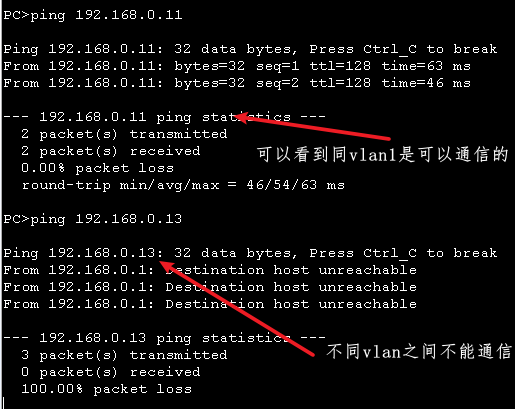 PC>ping 192.168.0.11
Ping 192.168.0.11: 32 data bytes, Press Ctrl_C to break
From 192.168.0.11: bytes=32 seq=1 ttl=128 time=63 ms
From 192.168.0.11: bytes=32 seq=2 ttl=128 time=46 ms
--- 192.168.0.11 ping statistics ---
2 packet(s) transmitted
2 packet(s) received
0.00% packet loss
round-trip min/avg/max = 46/54/63 ms
可以看到同vlan1是可以通信的
PC>ping 192.168.0.13
Ping 192.168.0.13: 32 data bytes, Press Ctrl_C to break
From 192.168.0.1: Destination host unreachable
From 192.168.0.1: Destination host unreachable
From 192.168.0.1: Destination host unreachable
--- 192.168.0.13 ping statistics ---
3 packet(s) transmitted
0 packet(s) received
100.00% packet loss
不同vlan之间不能通信